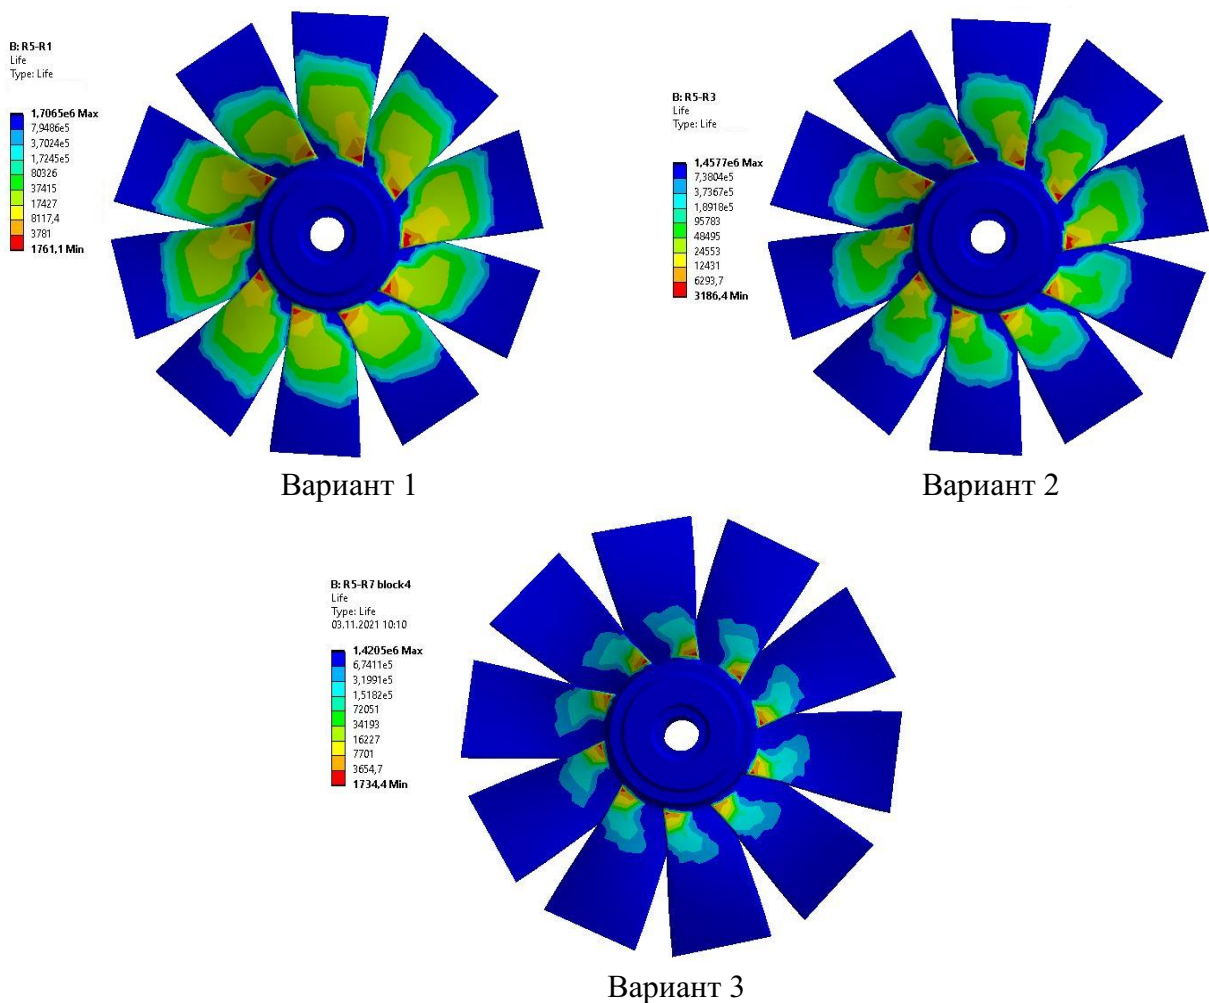 B: R5-R1
Life
Type: Life
1,7065e6 Max
7,9486e5
3,7024e5
1,7245e5
80326
37415
17427
8117,4
3781
1761,1 Min
Вариант 1
B: R5-R3
Life
Type: Life
1,4577e6 Max
7,3804e5
3,7367e5
1,8918e5
95783
48495
24553
12431
6293,7
3186,4 Min
Вариант 2
B: R5-R7 block4
Life
Type: Life
03.11.2021 10:10
1,4205e6 Max
6,7411e5
3,1991e5
1,5182e5
72051
34193
16227
7701
3654,7
1734,4 Min
Вариант 3